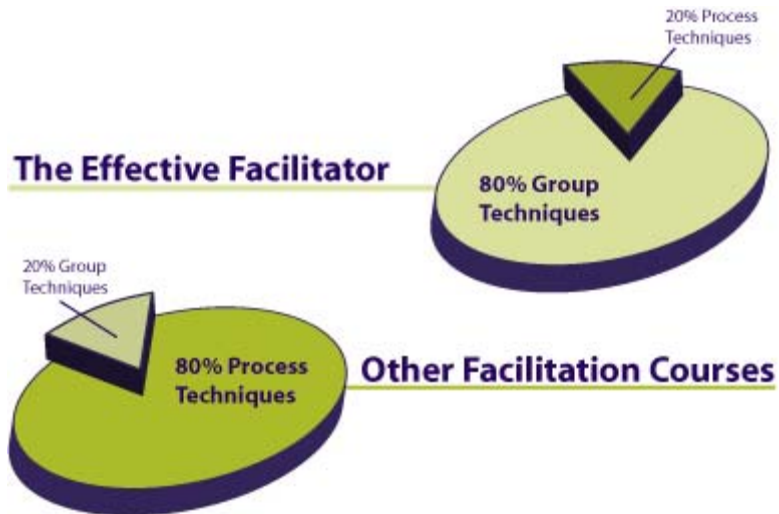 20% Process
Techniques
The Effective Facilitator
80% Group
Techniques
20% Group
Techniques
80% Process
Techniques
Other Facilitation Courses